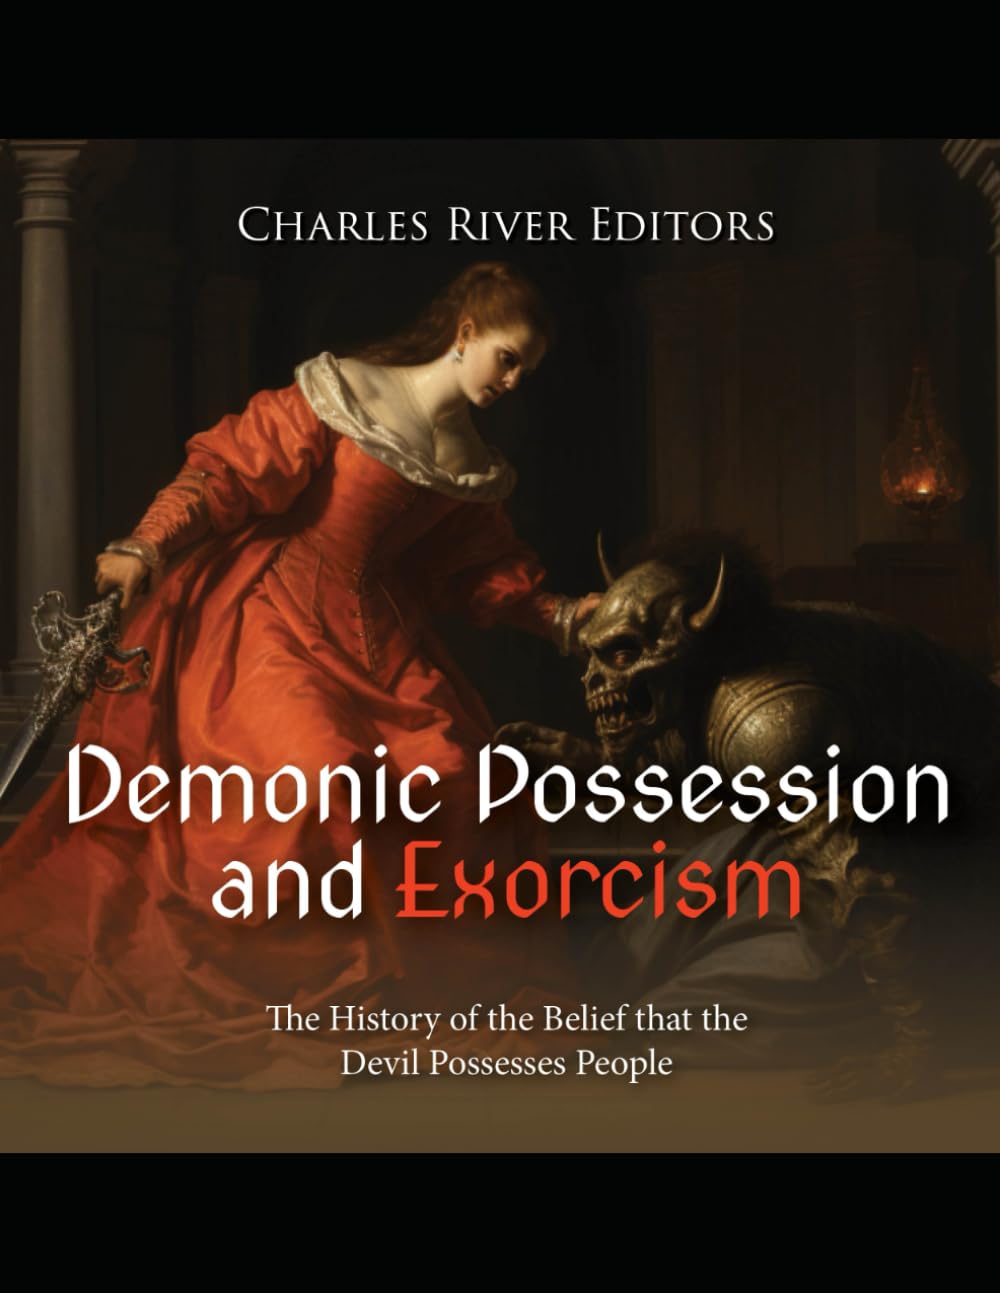 CHARLES RIVER EDITORS
Demonic Possession
and Exorcism
The History of the Belief that the
Devil Possesses People